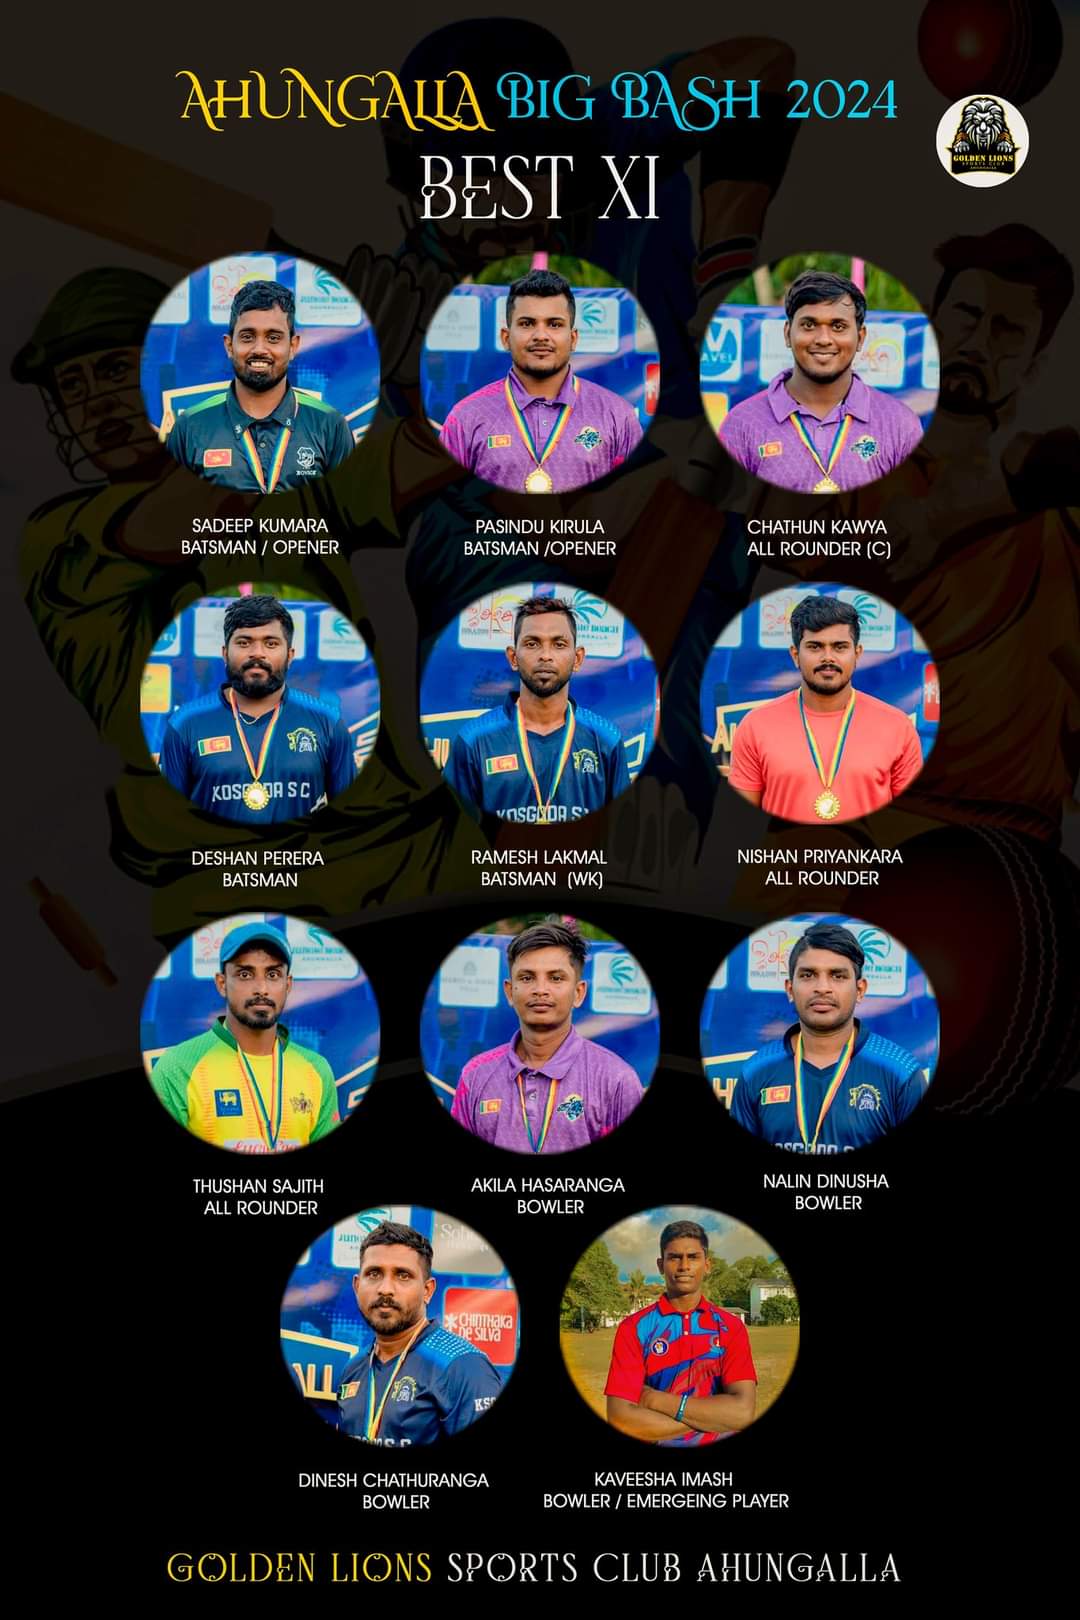 AHUNGALLA BIG BASH 2024
GOLDEN LIONS
SPORTS CLUB
BEST XI
SADEEP KUMARA
BATSMAN / OPENER
PASINDU KIRULA
BATSMAN /OPENER
CHATHUN KAWYA
ALL ROUNDER (C)
KOSGODA S C
DESHAN PERERA
BATSMAN
KOSGODA S
RAMESH LAKMAL
BATSMAN (WK)
NISHAN PRIYANKARA
ALL ROUNDER
THUSHAN SAJITH
ALL ROUNDER
AKILA HASARANGA
BOWLER
NALIN DINUSHA
BOWLER
CHINTHAKA
DE SILVA
DINESH CHATHURANGA
BOWLER
KAVEESHA IMASH
BOWLER / EMERGEING PLAYER
GOLDEN LIONS SPORTS CLUB AHUNGALLA